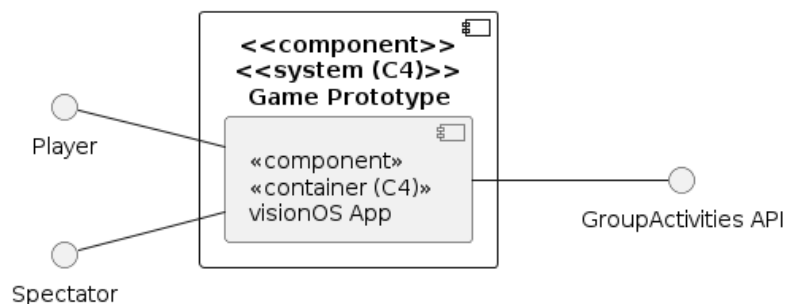 <<component>>
<<system (C4)>>
Game Prototype
Player
«component»
«container (C4)»
visionOS App
GroupActivities API
Spectator